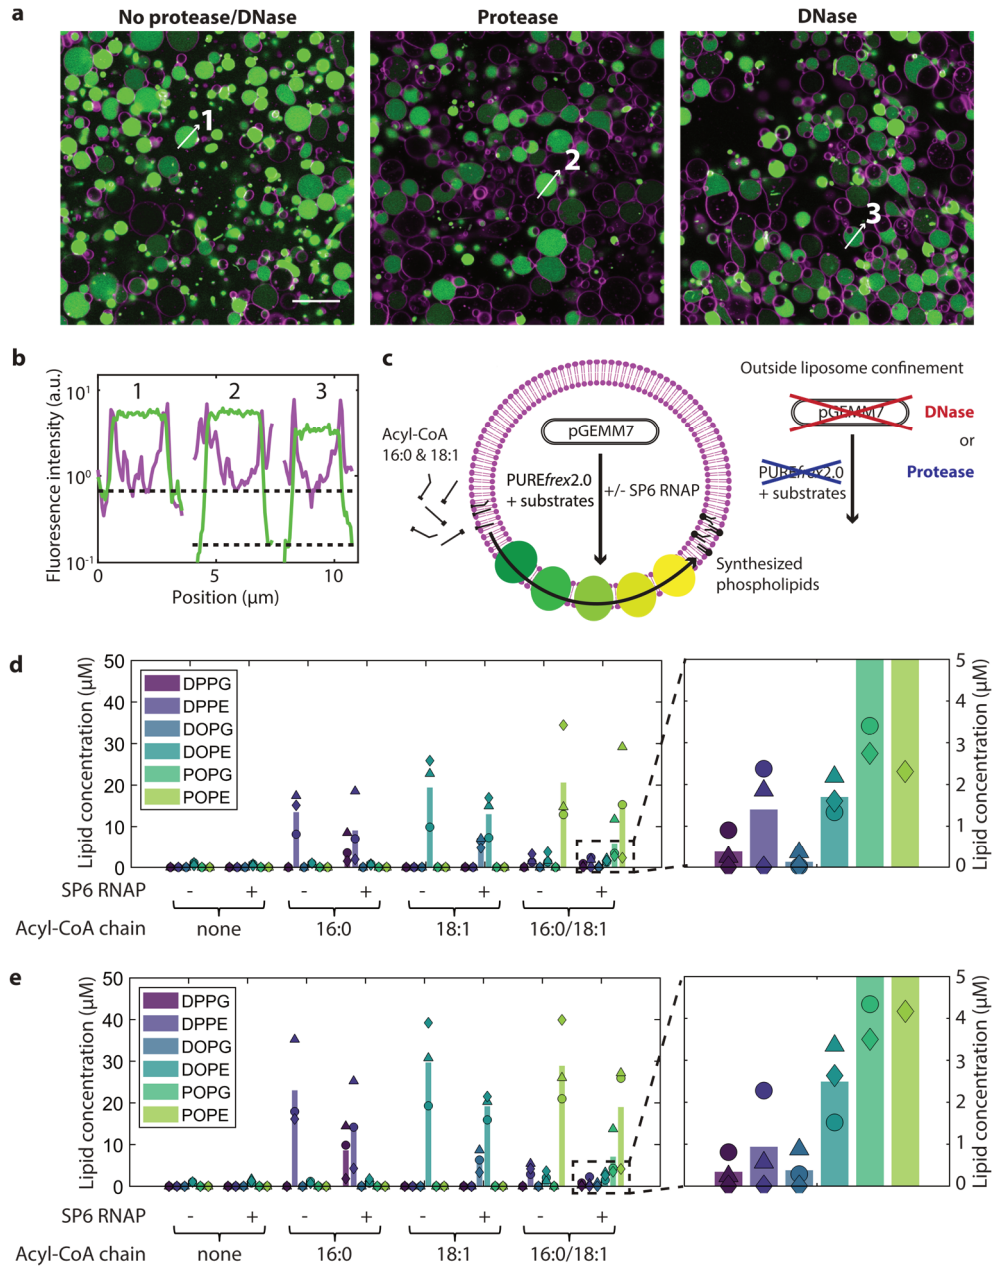 a
No protease/DNase
Protease
DNase
1
2
3
b
Fluoresence intensity (a.u.)
10¹
10⁰
10⁻¹
1
2
3
0
5
10
Position (µm)
c
Acyl-CoA
16:0 & 18:1
pGEMM7
PUREfrex2.0
+ substrates
+/- SP6 RNAP
Synthesized
phospholipids
Outside liposome confinement
pGEMM7
DNase
or
PUREfrex2.0
+ substrates
Protease
d
Lipid concentration (µM)
50
40
30
20
10
0
DPPG
DPPE
DOPG
DOPE
POPG
POPE
SP6 RNAP
-
+
-
+
-
+
-
+
Acyl-CoA chain
none
16:0
18:1
16:0/18:1
5
4
3
2
1
0
Lipid concentration (µM)
e
Lipid concentration (µM)
50
40
30
20
10
0
DPPG
DPPE
DOPG
DOPE
POPG
POPE
SP6 RNAP
-
+
-
+
-
+
-
+
Acyl-CoA chain
none
16:0
18:1
16:0/18:1
5
4
3
2
1
0
Lipid concentration (µM)